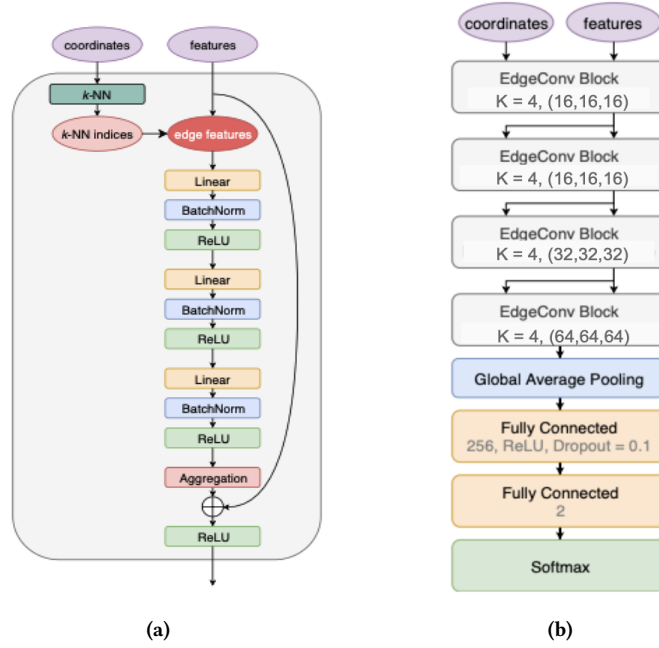 coordinates
features
k-NN
k-NN indices
edge features
Linear
BatchNorm
ReLU
Linear
BatchNorm
ReLU
Linear
BatchNorm
ReLU
Aggregation
ReLU
(a)
coordinates
features
EdgeConv Block
K = 4, (16,16,16)
EdgeConv Block
K = 4, (16,16,16)
EdgeConv Block
K = 4, (32,32,32)
EdgeConv Block
K = 4, (64,64,64)
Global Average Pooling
Fully Connected
256, ReLU, Dropout = 0.1
Fully Connected
2
Softmax
(b)